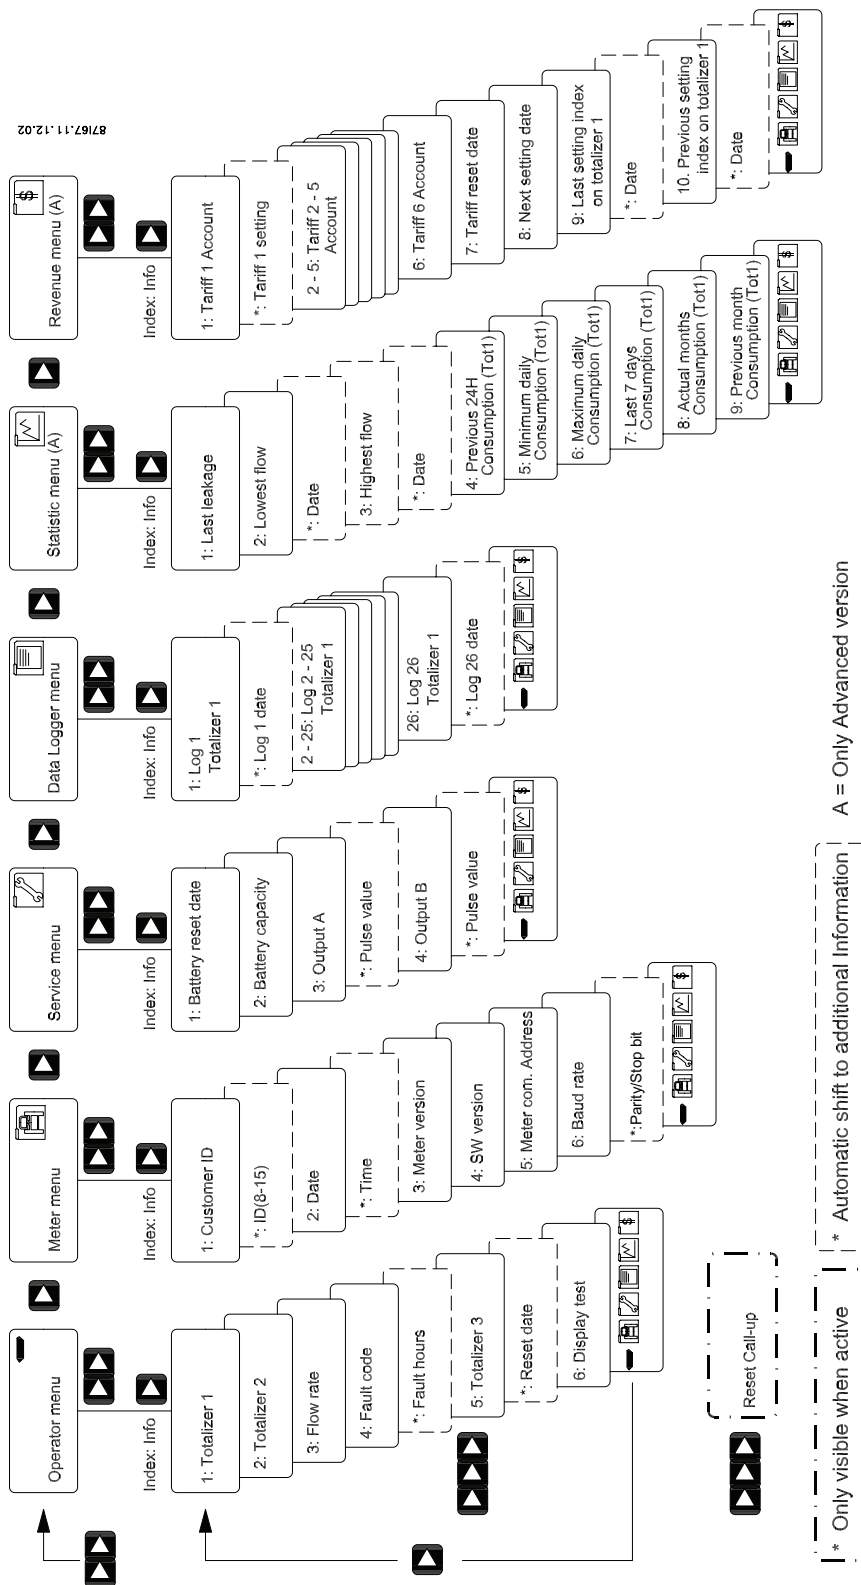 87167.11.12.02
Operator menu
Index: Info
1: Totalizer 1
2: Totalizer 2
3: Flow rate
4: Fault code
*: Fault hours
5: Totalizer 3
*: Reset date
6: Display test
Reset Call-up
Meter menu
Index: Info
1: Customer ID
*: ID(8-15)
2: Date
*: Time
3: Meter version
4: SW version
5: Meter com. Address
6: Baud rate
*:Parity/Stop bit
Service menu
Index: Info
1: Battery reset date
2: Battery capacity
3: Output A
*: Pulse value
4: Output B
*: Pulse value
Data Logger menu
Index: Info
1: Log 1
Totalizer 1
*: Log 1 date
2 - 25: Log 2 - 25
Totalizer 1
26: Log 26
Totalizer 1
*: Log 26 date
Statistic menu (A)
Index: Info
1: Last leakage
2: Lowest flow
*: Date
3: Highest flow
*: Date
4: Previous 24H
Consumption (Tot1)
5: Minimum daily
Consumption (Tot1)
6: Maximum daily
Consumption (Tot1)
7: Last 7 days
Consumption (Tot1)
8: Actual months
Consumption (Tot1)
9: Previous month
Consumption (Tot1)
Revenue menu (A)
$
Index: Info
1: Tariff 1 Account
*: Tariff 1 setting
2 - 5: Tariff 2 - 5
Account
6: Tariff 6 Account
7: Tariff reset date
8: Next setting date
9: Last setting index
on totalizer 1
*: Date
10. Previous setting
index on totalizer 1
*: Date
$
$
$
$
$
$
* Only visible when active
* Automatic shift to additional Information
A = Only Advanced version